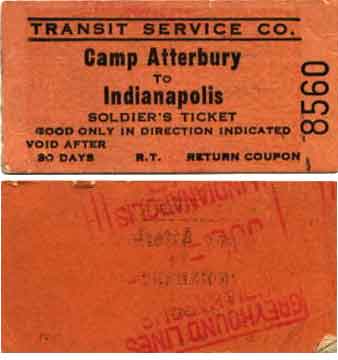 TRANSIT SERVICE CO.
Camp Atterbury
TO
Indianapolis
SOLDIER'S TICKET
GOOD ONLY IN DIRECTION INDICATED
VOID AFTER
30 DAYS R.T. RETURN COUPON
8560
INDIANAPOLIS
GREYHOUND LINES